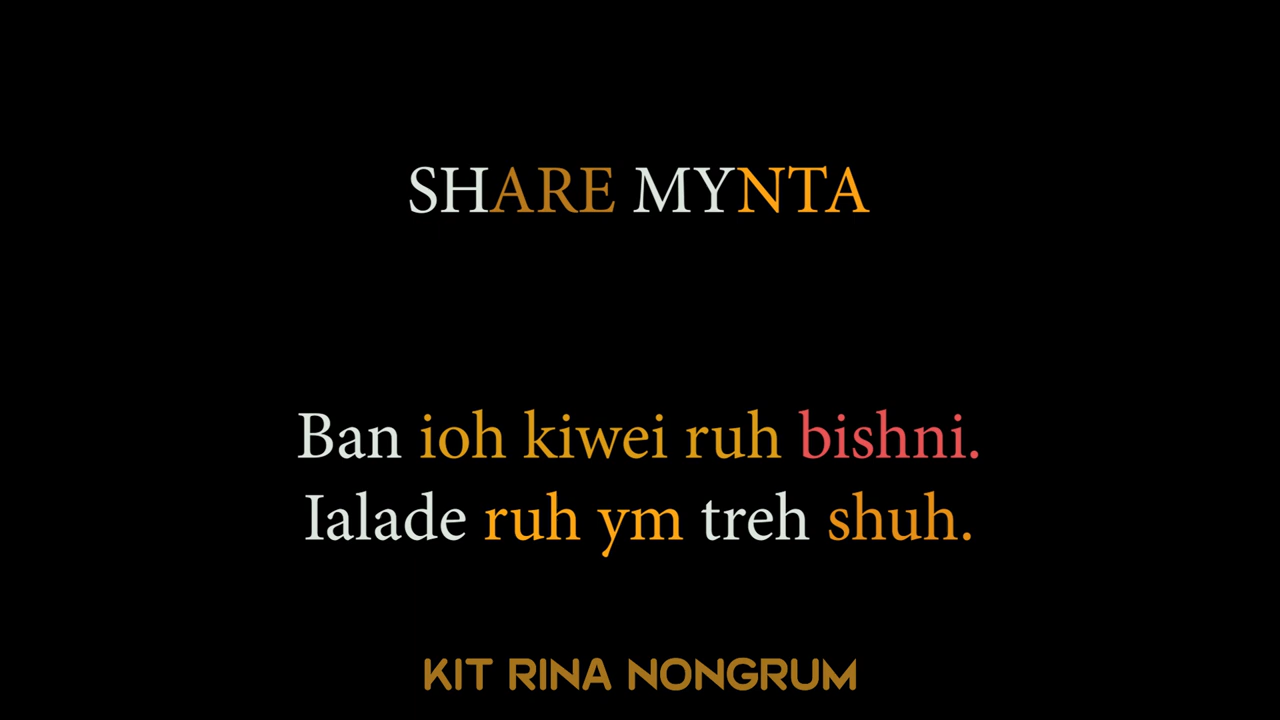 SHARE MYNTA
Ban ioh kiwei ruh bishni.
Ialade ruh ym treh shuh.
KIT RINA NONGRUM